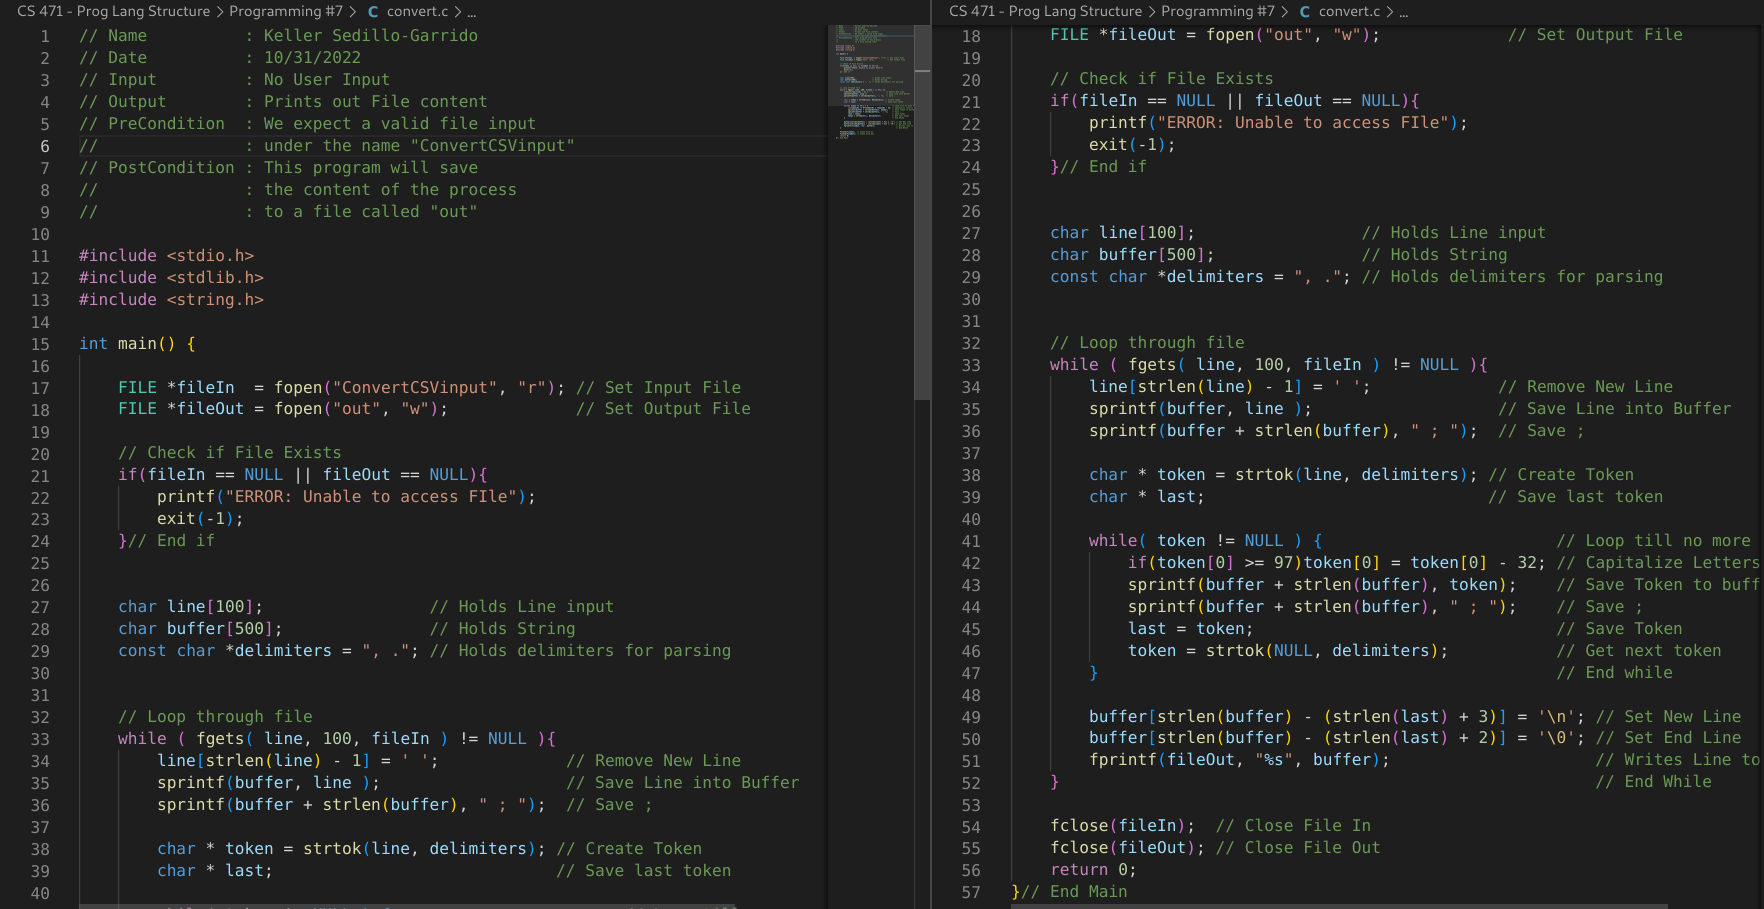 CS 471 - Prog Lang Structure > Programming #7 > C convert.c > ...
1 // Name          : Keller Sedillo-Garrido
2 // Date          : 10/31/2022
3 // Input         : No User Input
4 // Output        : Prints out File content
5 // PreCondition  : We expect a valid file input
6 //               : under the name "ConvertCSVinput"
7 // PostCondition : This program will save
8 //               : the content of the process
9 //               : to a file called "out"
10
11 #include <stdio.h>
12 #include <stdlib.h>
13 #include <string.h>
14
15 int main() {
16
17     FILE *fileIn  = fopen("ConvertCSVinput", "r"); // Set Input File
18     FILE *fileOut = fopen("out", "w");             // Set Output File
19
20     // Check if File Exists
21     if(fileIn == NULL || fileOut == NULL){
22         printf("ERROR: Unable to access FIle");
23         exit(-1);
24     }// End if
25
26
27     char line[100];                 // Holds Line input
28     char buffer[500];               // Holds String
29     const char *delimiters = ", ."; // Holds delimiters for parsing
30
31
32     // Loop through file
33     while ( fgets( line, 100, fileIn ) != NULL ){
34         line[strlen(line) - 1] = ' ';             // Remove New Line
35         sprintf(buffer, line );                   // Save Line into Buffer
36         sprintf(buffer + strlen(buffer), " ; ");  // Save ;
37
38         char * token = strtok(line, delimiters); // Create Token
39         char * last;                             // Save last token
40
CS 471 - Prog Lang Structure > Programming #7 > C convert.c > ...
18     FILE *fileOut = fopen("out", "w");             // Set Output File
19
20     // Check if File Exists
21     if(fileIn == NULL || fileOut == NULL){
22         printf("ERROR: Unable to access FIle");
23         exit(-1);
24     }// End if
25
26
27     char line[100];                 // Holds Line input
28     char buffer[500];               // Holds String
29     const char *delimiters = ", ."; // Holds delimiters for parsing
30
31
32     // Loop through file
33     while ( fgets( line, 100, fileIn ) != NULL ){
34         line[strlen(line) - 1] = ' ';             // Remove New Line
35         sprintf(buffer, line );                   // Save Line into Buffer
36         sprintf(buffer + strlen(buffer), " ; ");  // Save ;
37
38         char * token = strtok(line, delimiters); // Create Token
39         char * last;                             // Save last token
40
41         while( token != NULL ) {                        // Loop till no more
42             if(token[0] >= 97)token[0] = token[0] - 32; // Capitalize Letters
43             sprintf(buffer + strlen(buffer), token);    // Save Token to buff
44             sprintf(buffer + strlen(buffer), " ; ");    // Save ;
45             last = token;                               // Save Token
46             token = strtok(NULL, delimiters);           // Get next token
47         }                                               // End while
48
49         buffer[strlen(buffer) - (strlen(last) + 3)] = '\n'; // Set New Line
50         buffer[strlen(buffer) - (strlen(last) + 2)] = '\0'; // Set End Line
51         fprintf(fileOut, "%s", buffer);                     // Writes Line to
52     }                                                       // End While
53
54     fclose(fileIn);  // Close File In
55     fclose(fileOut); // Close File Out
56     return 0;
57 }// End Main